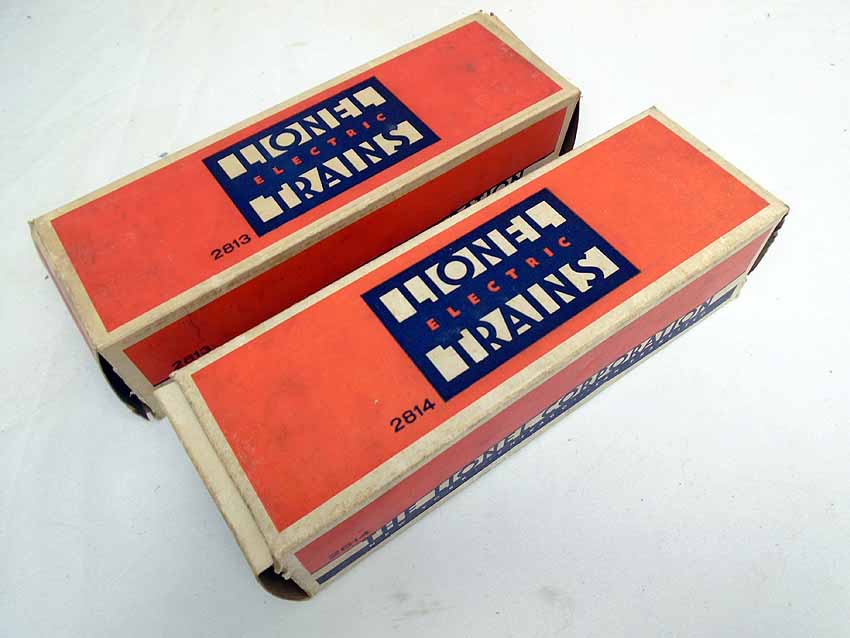 LIONEL
ELECTRIC
TRAINS
2813
2813
LIONEL
ELECTRIC
TRAINS
2814
2814
THE LIONEL CORPORATION